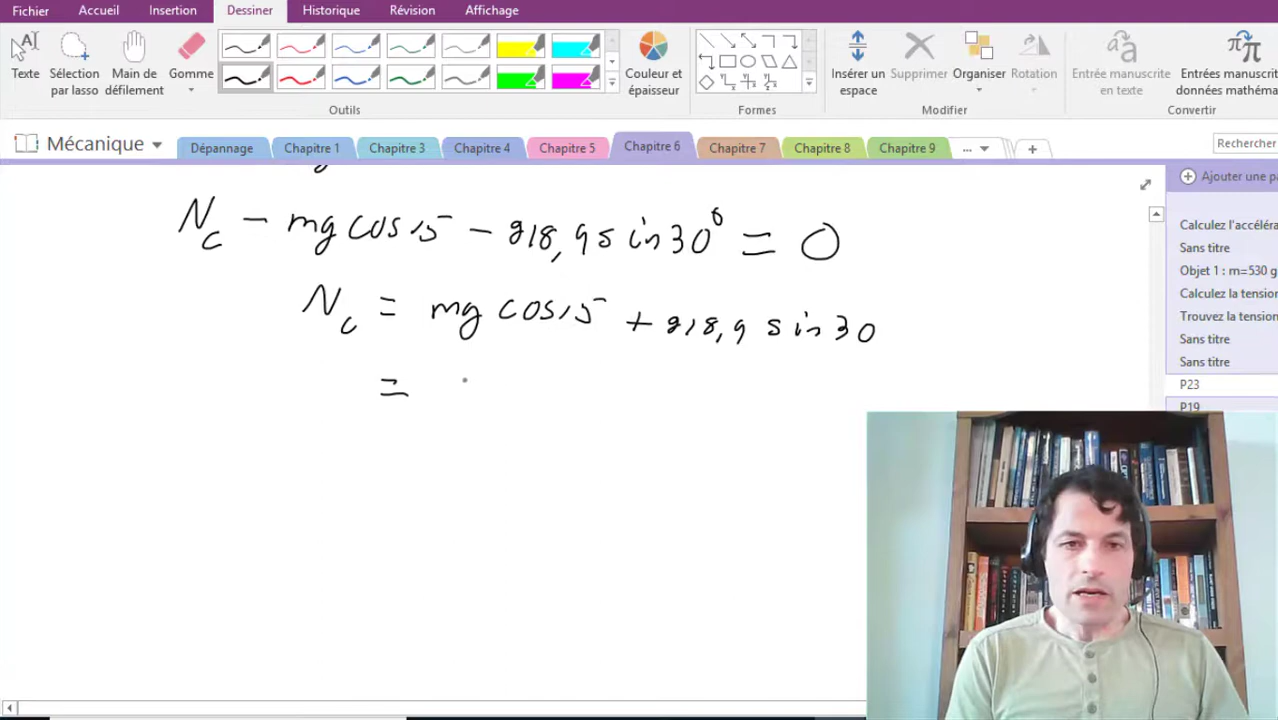 Fichier Accueil Insertion Dessiner Historique Révision Affichage
Texte
Sélection par lasso
Main de défilement
Gomme
Couleur et épaisseur
Insérer un espace
Supprimer
Organiser
Rotation
Entrée manuscrite en texte
Entrées manuscrite données mathéma
Outils Formes Modifier Convertir
Mécanique Dépannage Chapitre 1 Chapitre 3 Chapitre 4 Chapitre 5 Chapitre 6 Chapitre 7 Chapitre 8 Chapitre 9 ... Rechercher
Ajouter une pa
Calculez l'accéléra
Sans titre
Objet 1 : m=530 g
Calculez la tension
Trouvez la tension
Sans titre
Sans titre
P23
P19
N_c - mg cos 15 - 918,9 sin 30° = 0
N_c = mg cos 15 + 918,9 sin 30
=